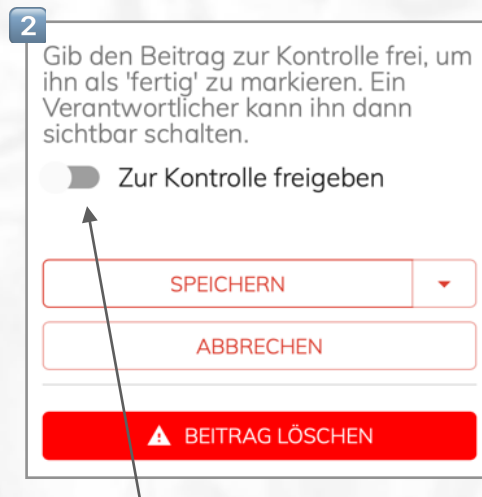 2
Gib den Beitrag zur Kontrolle frei, um
ihn als 'fertig' zu markieren. Ein
Verantwortlicher kann ihn dann
sichtbar schalten.
Zur Kontrolle freigeben
SPEICHERN
ABBRECHEN
BEITRAG LÖSCHEN